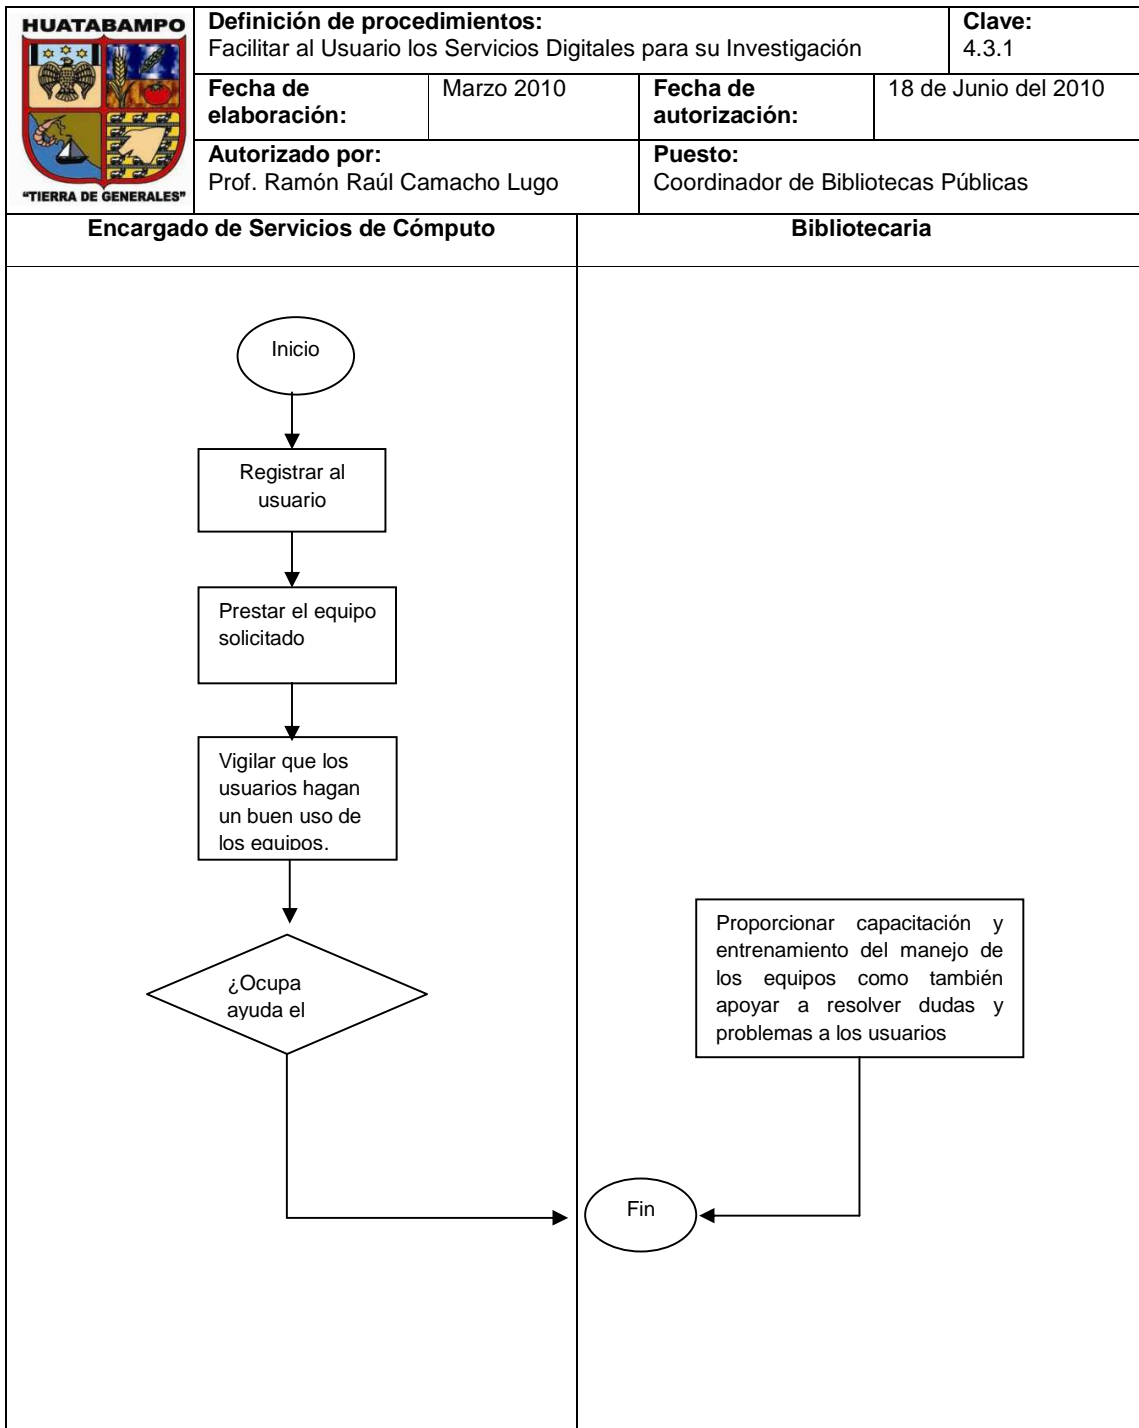 HUATABAMPO
"TIERRA DE GENERALES"
Definición de procedimientos:
Facilitar al Usuario los Servicios Digitales para su Investigación
Clave:
4.3.1
Fecha de
elaboración:
Marzo 2010
Fecha de
autorización:
18 de Junio del 2010
Autorizado por:
Prof. Ramón Raúl Camacho Lugo
Puesto:
Coordinador de Bibliotecas Públicas
Encargado de Servicios de Cómputo
Bibliotecaria
Inicio
Registrar al
usuario
Prestar el equipo
solicitado
Vigilar que los
usuarios hagan
un buen uso de
los equipos.
¿Ocupa
ayuda el
Proporcionar capacitación y
entrenamiento del manejo de
los equipos como también
apoyar a resolver dudas y
problemas a los usuarios
Fin